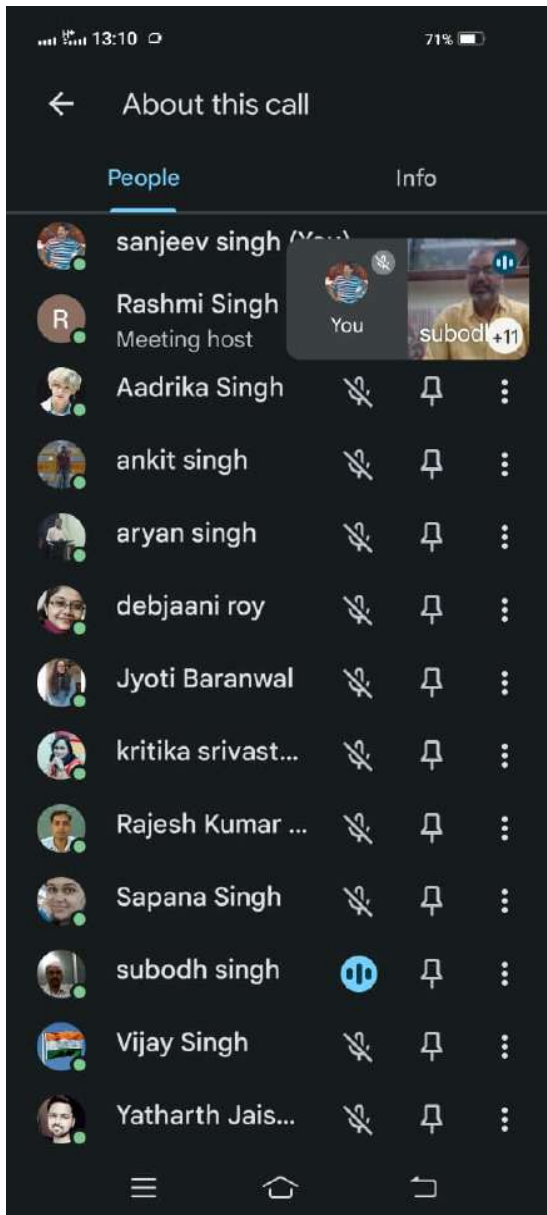 13:10
71%
About this call
People
Info
sanjeev singh (You)
Rashmi Singh
Meeting host
You
subodh
+11
Aadrika Singh
ankit singh
aryan singh
debjaani roy
Jyoti Baranwal
kritika srivast...
Rajesh Kumar ...
Sapana Singh
subodh singh
Vijay Singh
Yatharth Jais...